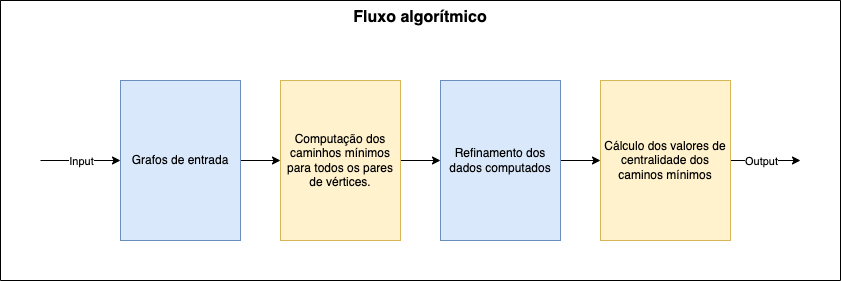 Fluxo algorítmico
Input
Grafos de entrada
Computação dos
caminhos mínimos
para todos os pares
de vértices.
Refinamento dos
dados computados
Cálculo dos valores de
centralidade dos
caminos mínimos
Output